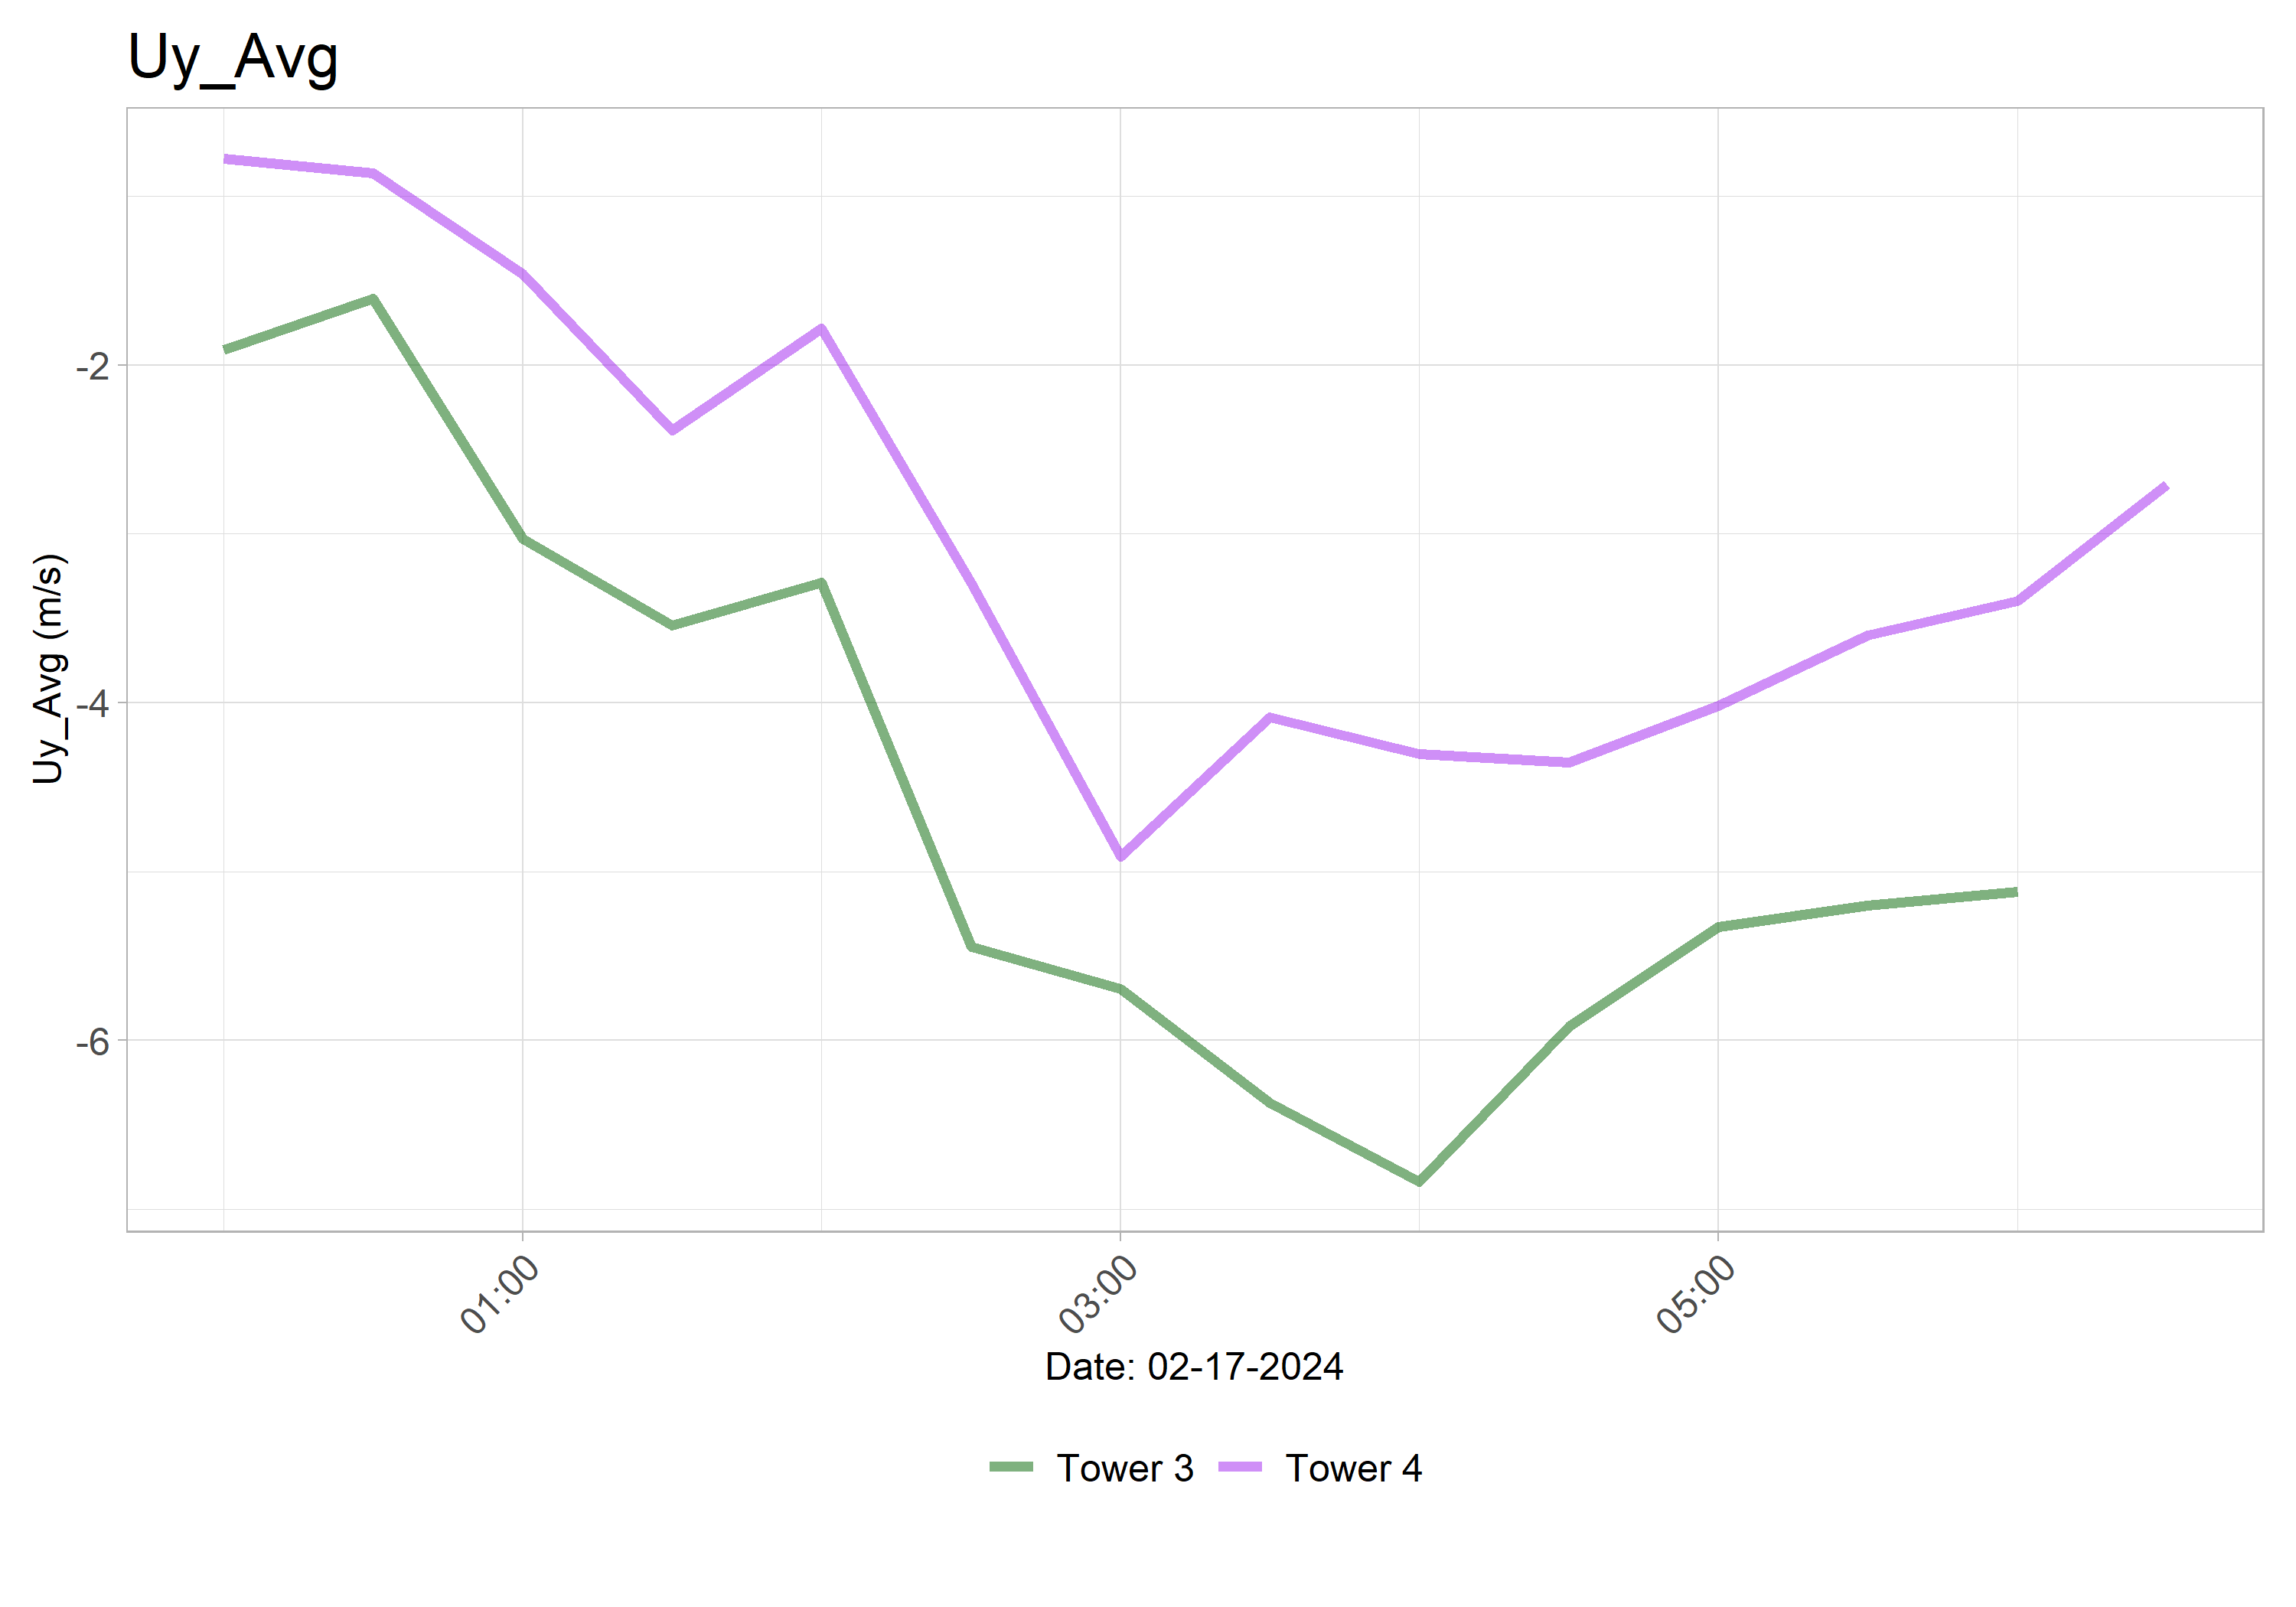 Uy_Avg
Uy_Avg (m/s)
-2
-4
-6
01:00
03:00
05:00
Date: 02-17-2024
Tower 3
Tower 4